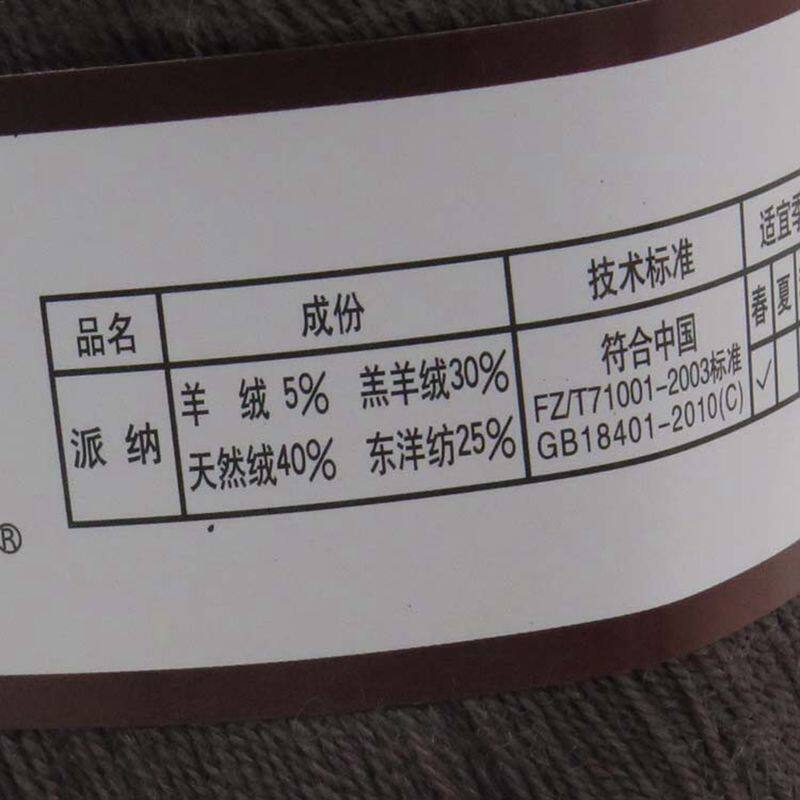 品名 成份 技术标准 适宜季
派纳 羊 绒 5% 羔羊绒30% 符合中国 春 夏
天然绒40% 东洋纺25% FZ/T71001-2003标准 ✓
GB18401-2010(C)
®